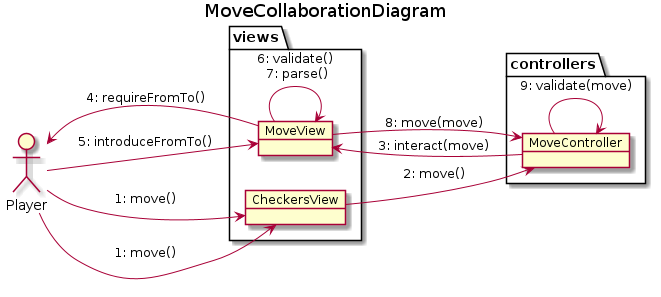 MoveCollaborationDiagram
views
6: validate()
7: parse()
controllers
9: validate(move)
4: requireFromTo()
MoveView
8: move(move)
MoveController
5: introduceFromTo()
3: interact(move)
2: move()
Player
1: move()
CheckersView
1: move()